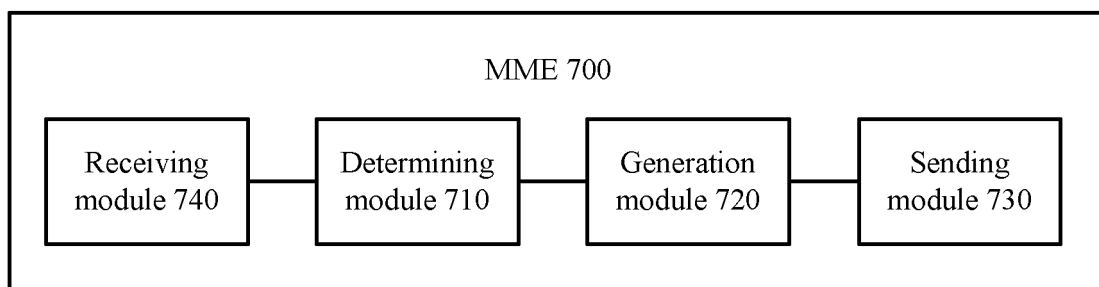 MME 700
Receiving
module 740
Determining
module 710
Generation
module 720
Sending
module 730